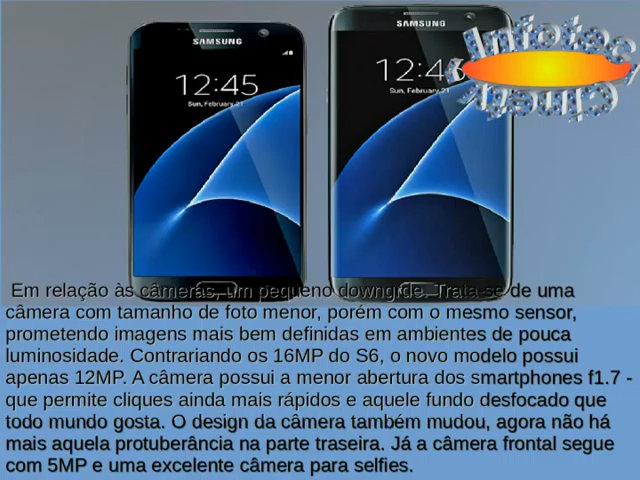 SAMSUNG
12:45
Sun, February 21
SAMSUNG
12:4
Sun, February 21
Infotec
Em relação às câmeras, um pequeno downgrde. Trata-se de uma
câmera com tamanho de foto menor, porém com o mesmo sensor,
prometendo imagens mais bem definidas em ambientes de pouca
luminosidade. Contrariando os 16MP do S6, o novo modelo possui
apenas 12MP. A câmera possui a menor abertura dos smartphones f1.7 -
que permite cliques ainda mais rápidos e aquele fundo desfocado que
todo mundo gosta. O design da câmera também mudou, agora não há
mais aquela protuberância na parte traseira. Já a câmera frontal segue
com 5MP e uma excelente câmera para selfies.